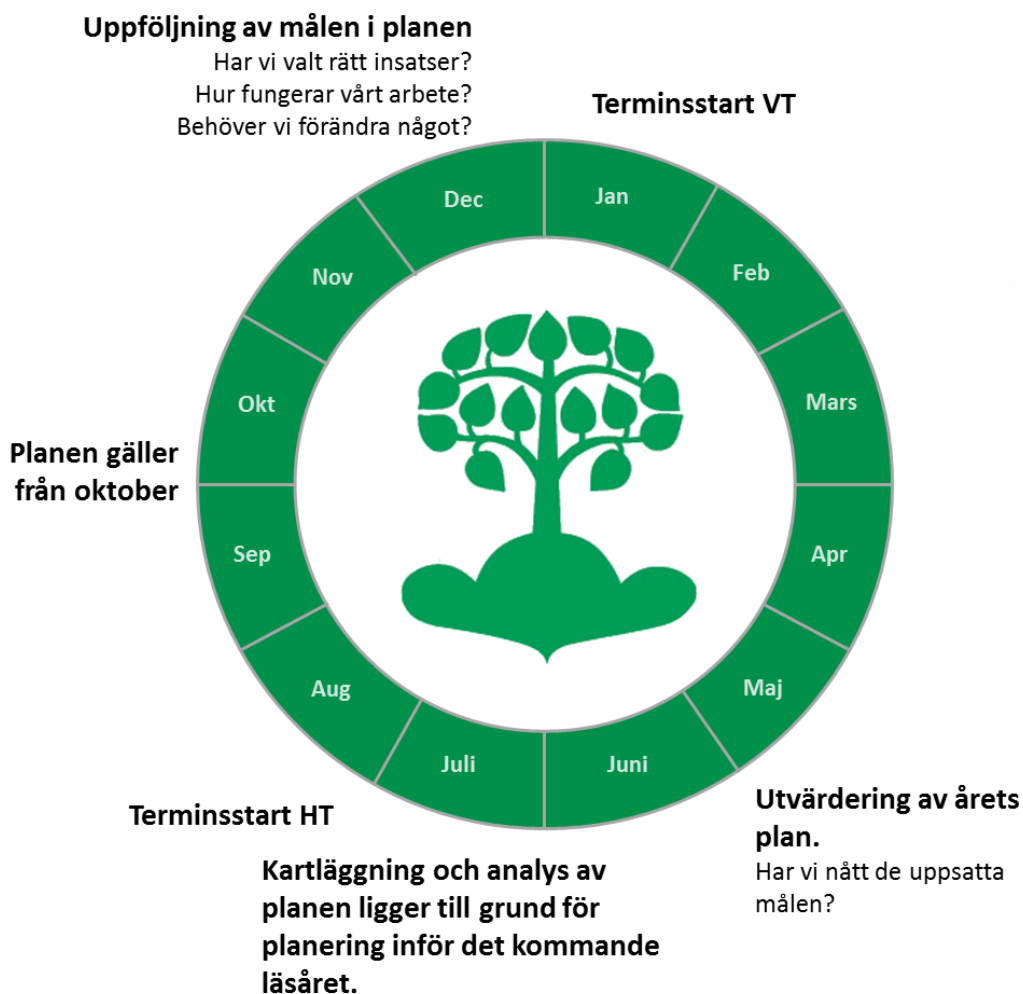 Uppföljning av målen i planen
Har vi valt rätt insatser?
Hur fungerar vårt arbete?
Behöver vi förändra något?
Terminsstart VT
Jan
Feb
Mars
Apr
Maj
Juni
Juli
Aug
Sep
Okt
Nov
Dec
Planen gäller
från oktober
Utvärdering av årets
plan.
Har vi nått de uppsatta
målen?
Terminsstart HT
Kartläggning och analys av
planen ligger till grund för
planering inför det kommande
läsåret.